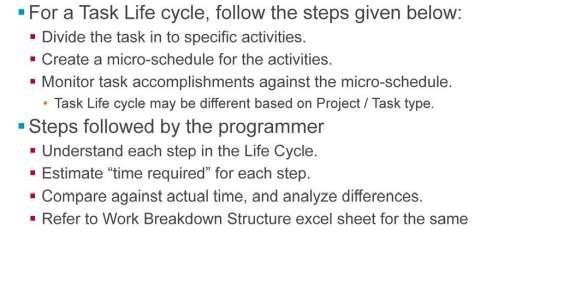 For a Task Life cycle, follow the steps given below:
Divide the task in to specific activities.
Create a micro-schedule for the activities.
Monitor task accomplishments against the micro-schedule.
Task Life cycle may be different based on Project / Task type.
Steps followed by the programmer
Understand each step in the Life Cycle.
Estimate “time required” for each step.
Compare against actual time, and analyze differences.
Refer to Work Breakdown Structure excel sheet for the same